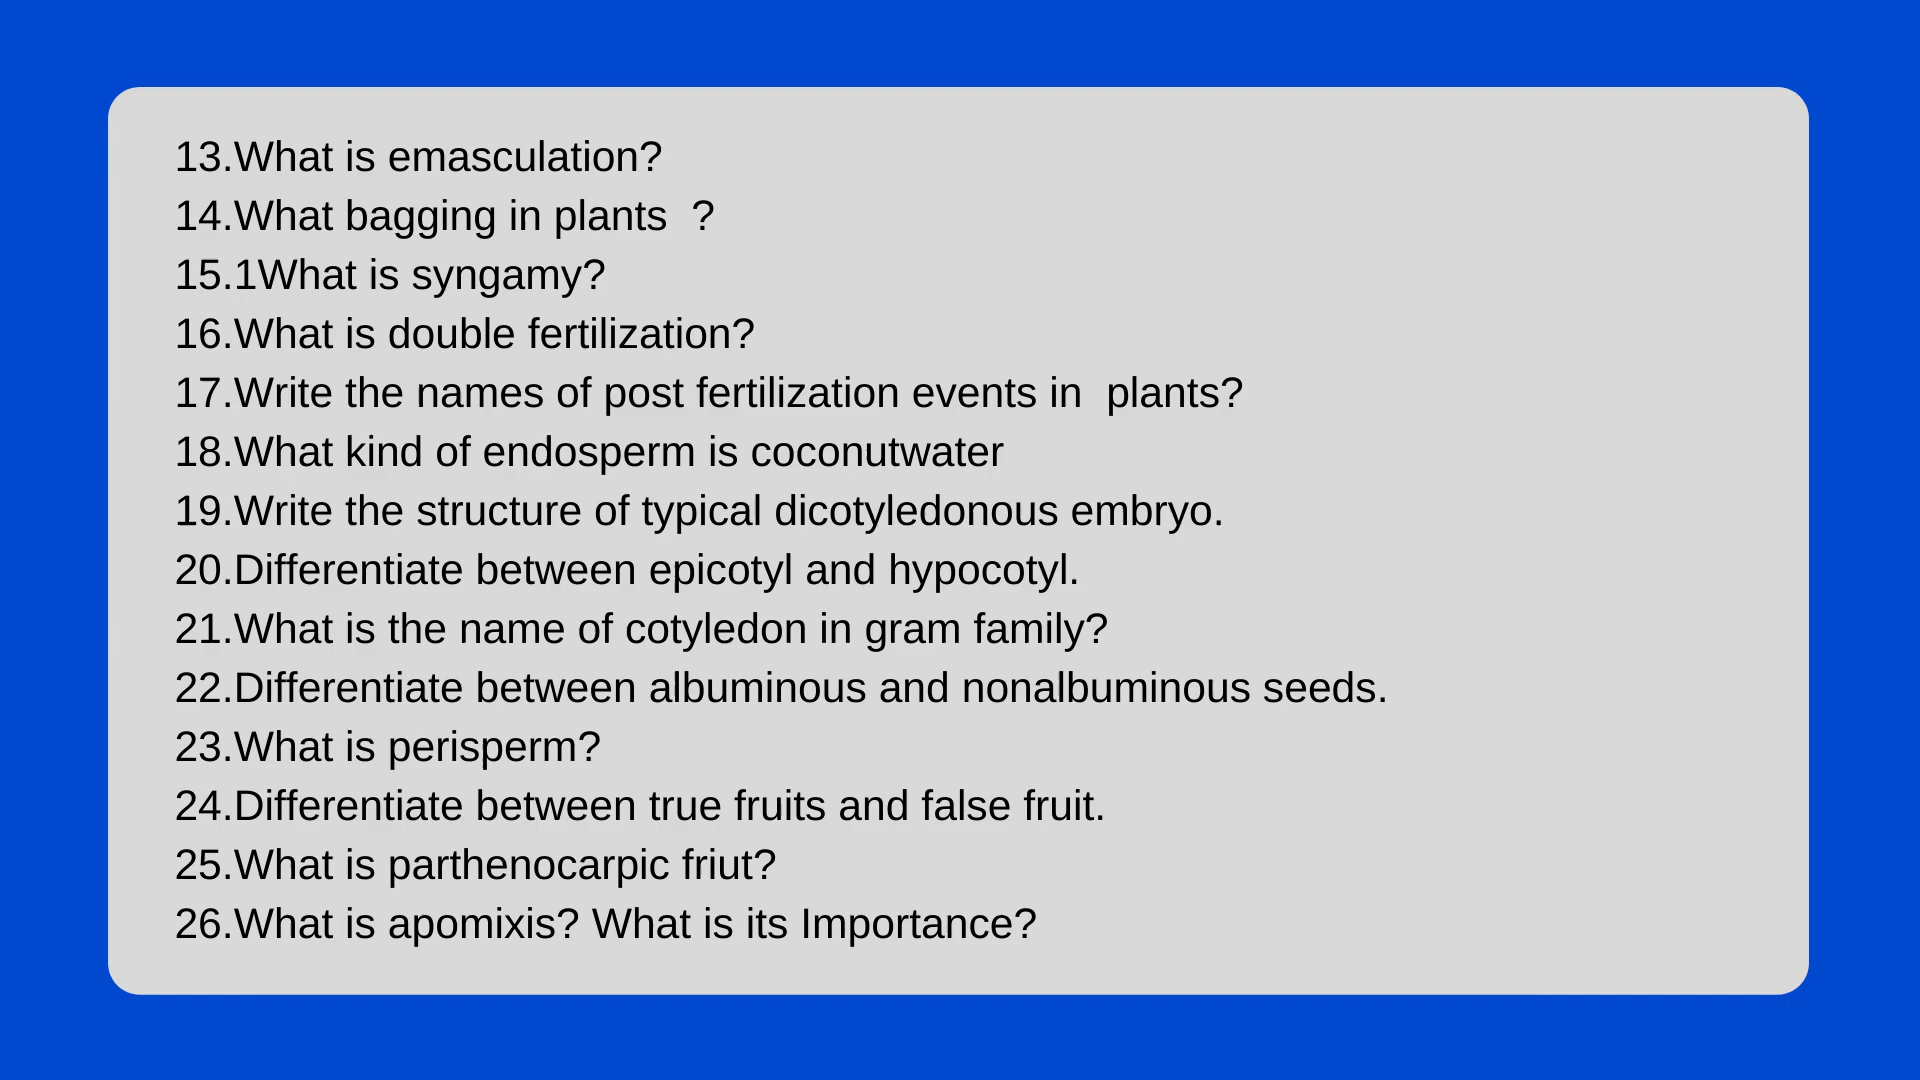 13.What is emasculation?
14.What bagging in plants  ?
15.1What is syngamy?
16.What is double fertilization?
17.Write the names of post fertilization events in  plants?
18.What kind of endosperm is coconutwater
19.Write the structure of typical dicotyledonous embryo.
20.Differentiate between epicotyl and hypocotyl.
21.What is the name of cotyledon in gram family?
22.Differentiate between albuminous and nonalbuminous seeds.
23.What is perisperm?
24.Differentiate between true fruits and false fruit.
25.What is parthenocarpic friut?
26.What is apomixis? What is its Importance?